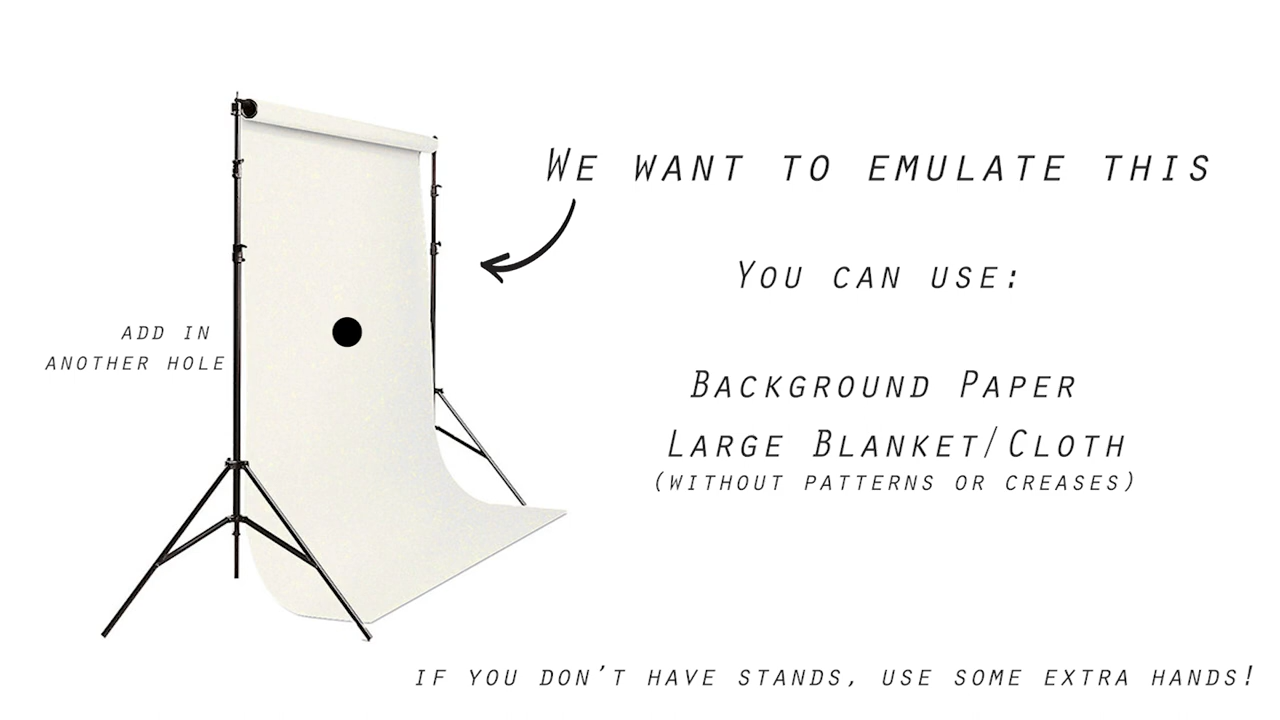 We want to emulate this
You can use:
add in
another hole
Background Paper
Large Blanket/Cloth
(without patterns or creases)
if you don't have stands, use some extra hands!